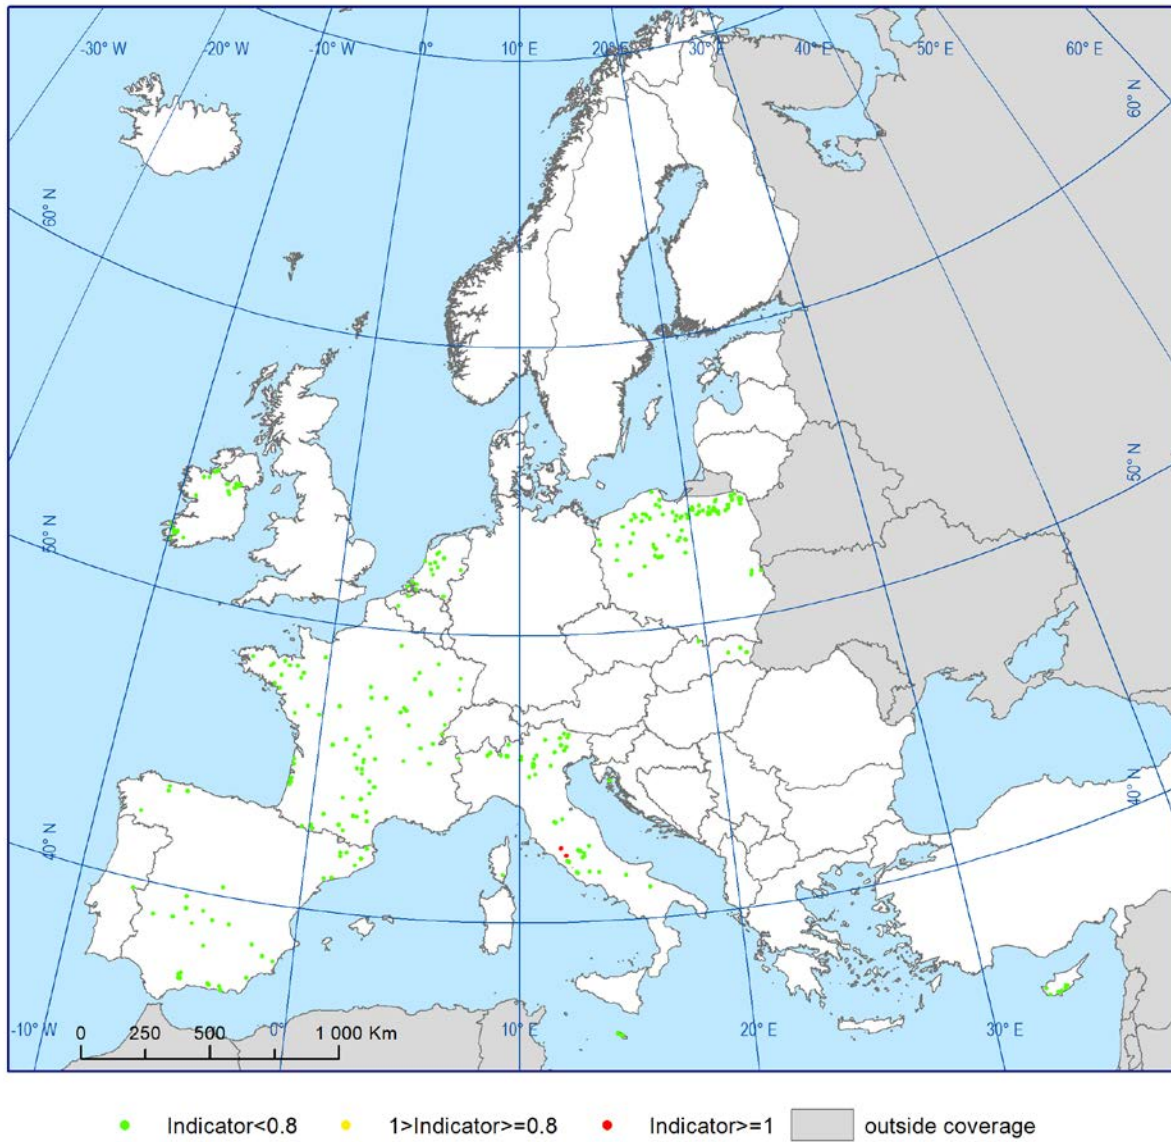 -30° W -20° W -10° W 0° 10° E 20° E 30° E 40° E 50° E 60° E
60° N
60° N
50° N
50° N
40° N
40° N
-10° W 0° 10° E 20° E 30° E
0 250 500 1 000 Km
Indicator<0.8 1>Indicator>=0.8 Indicator>=1 outside coverage